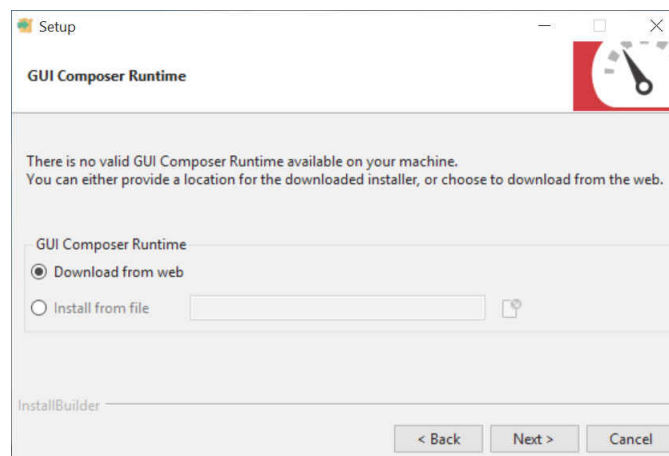 Setup
GUI Composer Runtime
There is no valid GUI Composer Runtime available on your machine.
You can either provide a location for the downloaded installer, or choose to download from the web.
GUI Composer Runtime
Download from web
Install from file
InstallBuilder
< Back Next > Cancel